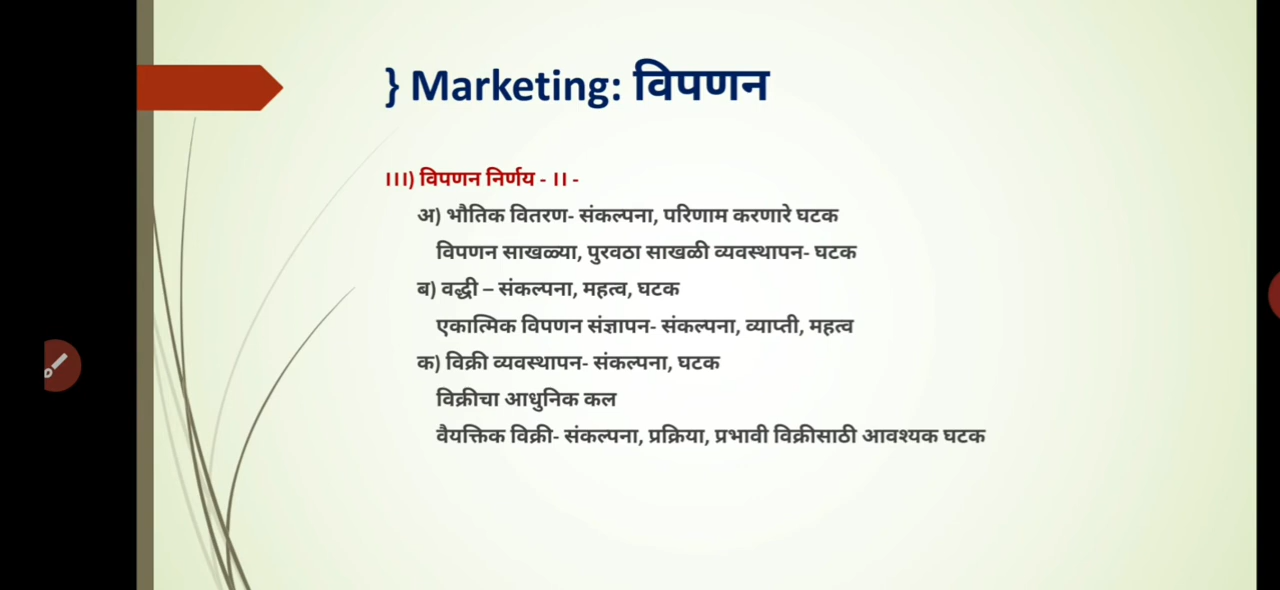 } Marketing: विपणन
III) विपणन निर्णय - II -
अ) भौतिक वितरण- संकल्पना, परिणाम करणारे घटक
विपणन साखळ्या, पुरवठा साखळी व्यवस्थापन- घटक
ब) वद्धी – संकल्पना, महत्व, घटक
एकात्मिक विपणन संज्ञापन- संकल्पना, व्याप्ती, महत्व
क) विक्री व्यवस्थापन- संकल्पना, घटक
विक्रीचा आधुनिक कल
वैयक्तिक विक्री- संकल्पना, प्रक्रिया, प्रभावी विक्रीसाठी आवश्यक घटक